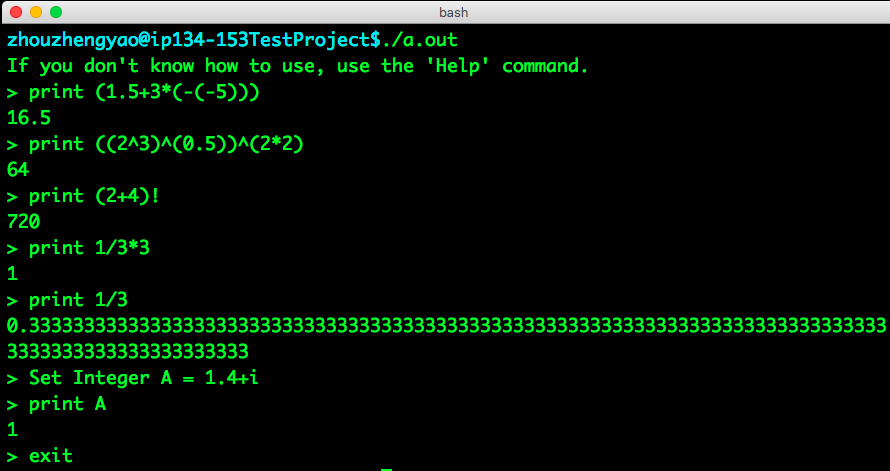 bash
zhouzhengyao@ip134-153TestProject$./a.out
If you don't know how to use, use the 'Help' command.
> print (1.5+3*(-(-5)))
16.5
> print ((2^3)^(0.5))^(2*2)
64
> print (2+4)!
720
> print 1/3*3
1
> print 1/3
0.333333333333333333333333333333333333333333333333333333333333333333333333333333
3333333333333333333333
> Set Integer A = 1.4+i
> print A
1
> exit